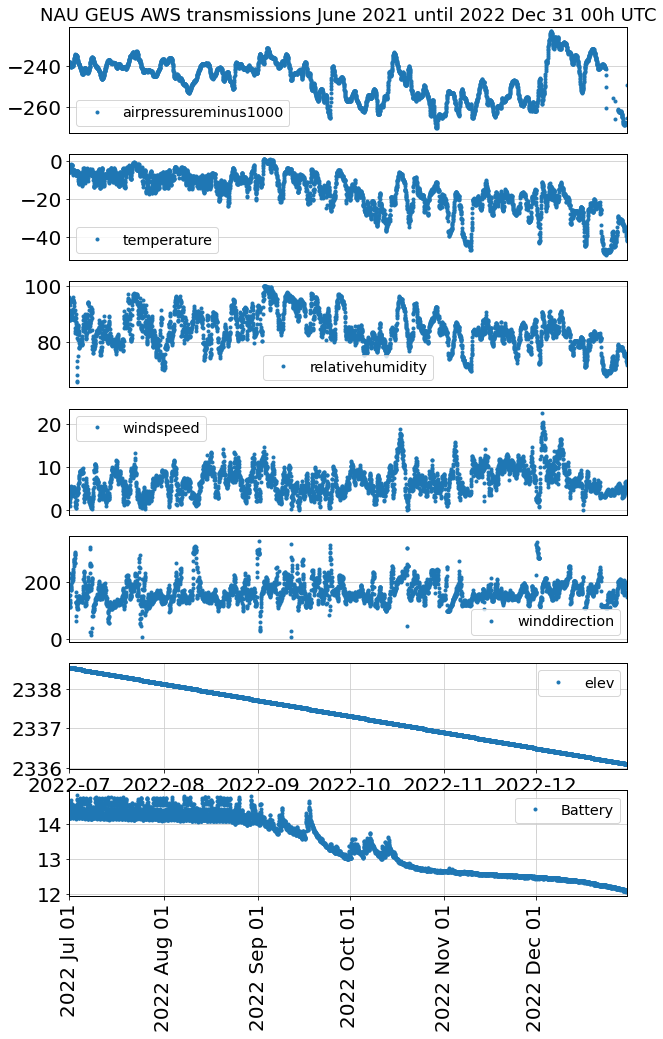 NAU GEUS AWS transmissions June 2021 until 2022 Dec 31 00h UTC
−240
−260
airpressureminus1000
0
−20
−40
temperature
100
80
relativehumidity
20
10
0
windspeed
200
0
winddirection
2338
2337
2336
elev
2022-07 2022-08 2022-09 2022-10 2022-11 2022-12
14
13
12
Battery
2022 Jul 01
2022 Aug 01
2022 Sep 01
2022 Oct 01
2022 Nov 01
2022 Dec 01